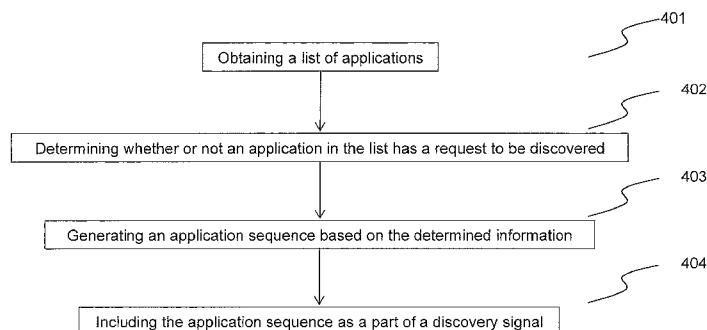 401
Obtaining a list of applications
402
Determining whether or not an application in the list has a request to be discovered
403
Generating an application sequence based on the determined information
404
Including the application sequence as a part of a discovery signal